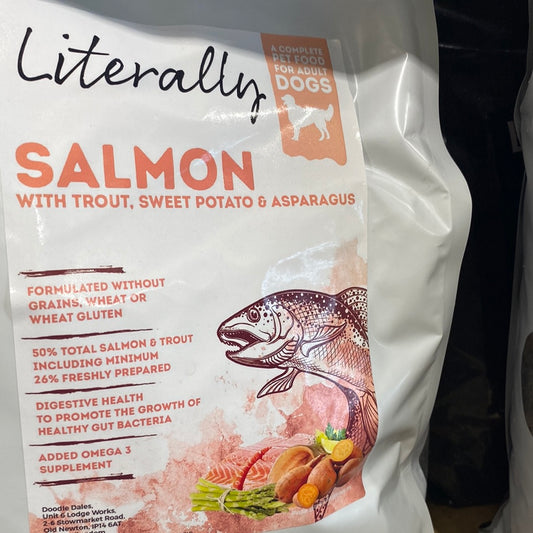 Literally
A COMPLETE
PET FOOD
FOR ADULT
DOGS
SALMON
WITH TROUT, SWEET POTATO & ASPARAGUS
FORMULATED WITHOUT
GRAINS, WHEAT OR
WHEAT GLUTEN
50% TOTAL SALMON & TROUT
INCLUDING MINIMUM
26% FRESHLY PREPARED
DIGESTIVE HEALTH
TO PROMOTE THE GROWTH OF
HEALTHY GUT BACTERIA
ADDED OMEGA 3
SUPPLEMENT
Doodle Dales,
Unit 6 Lodge Works,
2-6 Stowmarket Road,
Old Newton, IP14 6AT,